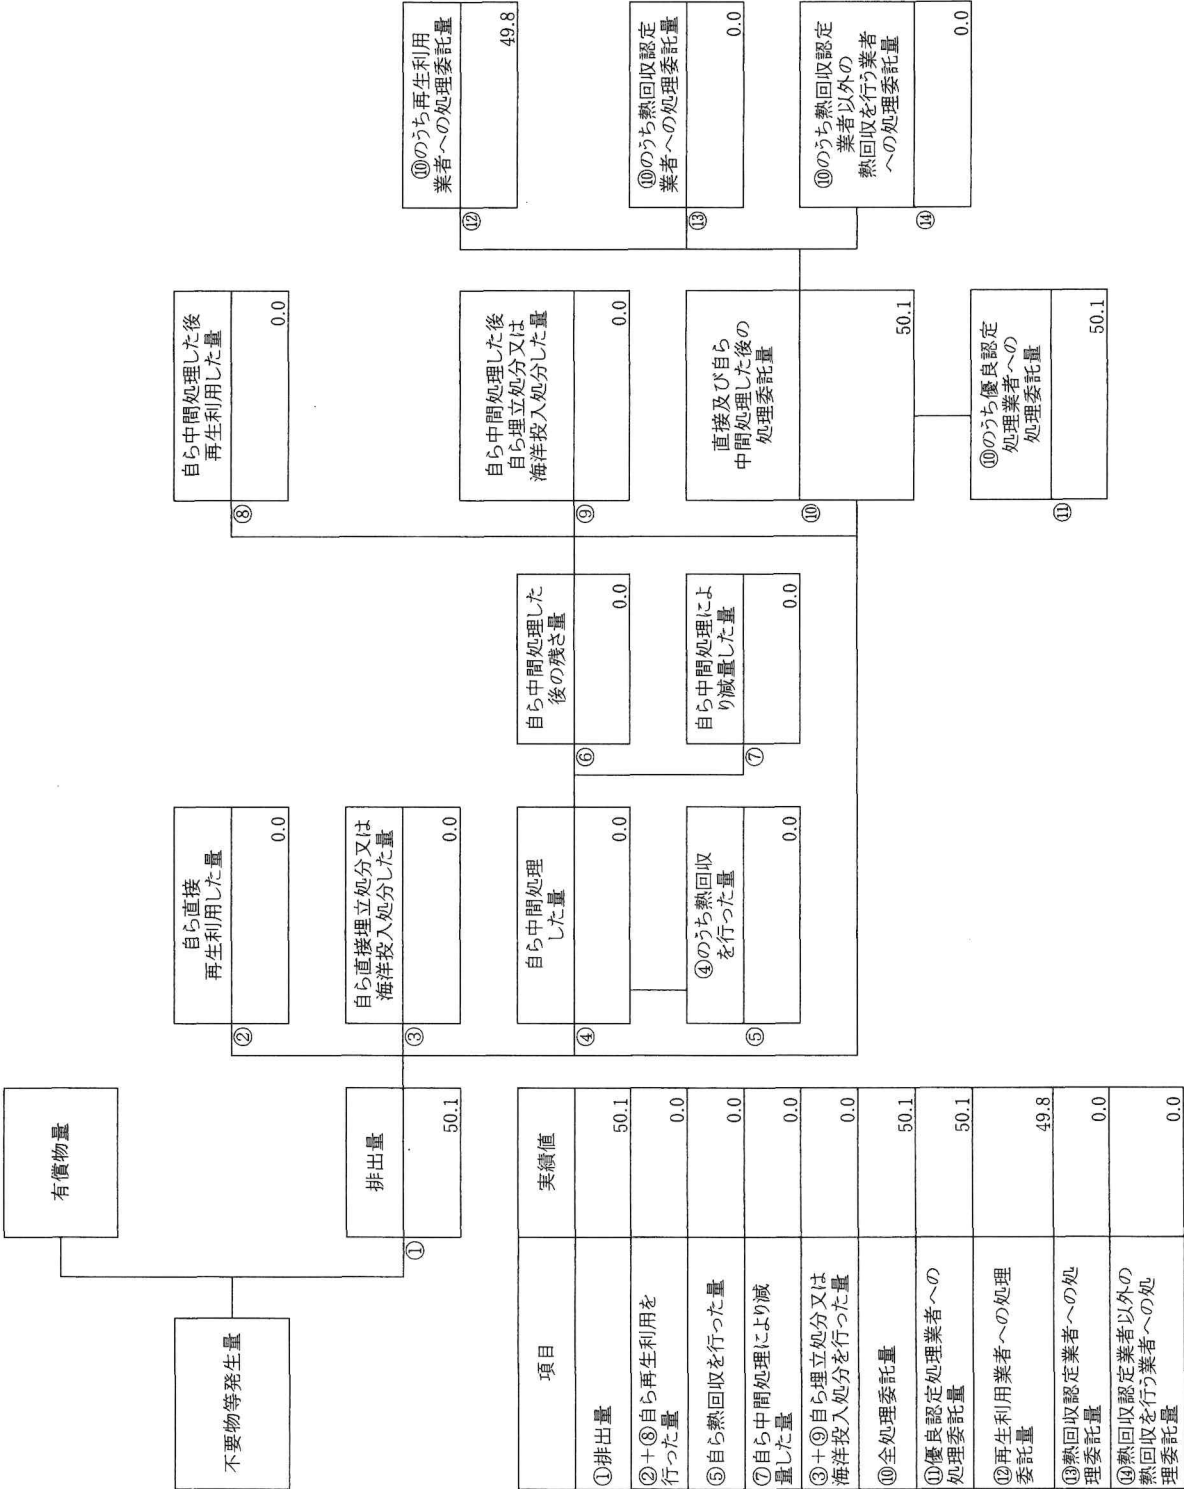 不要物等発生量
有償物量
排出量
①
50.1
自ら直接
再生利用した量
②
0.0
自ら直接埋立処分又は
海洋投入処分した量
③
0.0
自ら中間処理
した量
④
0.0
④のうち熱回収
を行った量
⑤
0.0
自ら中間処理した
後の残さ量
⑥
0.0
自ら中間処理によ
り減量した量
⑦
0.0
自ら中間処理した後
再生利用した量
⑧
0.0
自ら中間処理した後
自ら埋立処分又は
海洋投入処分した量
⑨
0.0
直接及び自ら
中間処理した後の
処理委託量
⑩
50.1
⑩のうち優良認定
処理業者への
処理委託量
⑪
50.1
⑩のうち再生利用
業者への処理委託量
⑫
49.8
⑩のうち熱回収認定
業者への処理委託量
⑬
0.0
⑩のうち熱回収認定
業者以外の
熱回収を行う業者
への処理委託量
⑭
0.0
項目
実績値
①排出量
50.1
②+⑧自ら再生利用を
行った量
0.0
⑤自ら熱回収を行った量
0.0
⑦自ら中間処理により減
量した量
0.0
③+⑨自ら埋立処分又は
海洋投入処分を行った量
0.0
⑩全処理委託量
50.1
⑪優良認定処理業者への
処理委託量
50.1
⑫再生利用業者への処理
委託量
49.8
⑬熱回収認定業者への処
理委託量
0.0
⑭熱回収認定業者以外の
熱回収を行う業者への処
理委託量
0.0